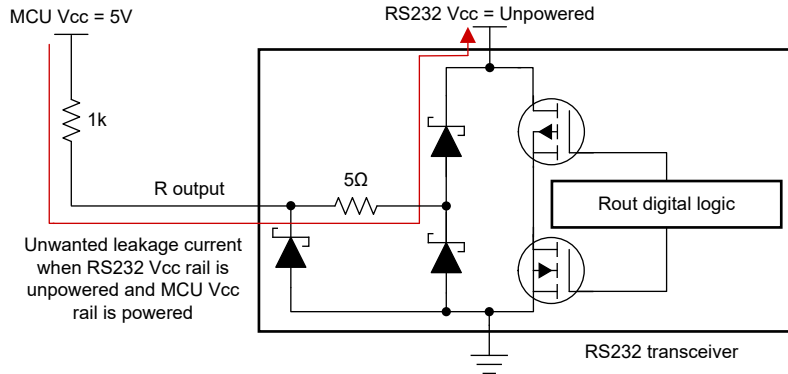 MCU Vcc = 5V
RS232 Vcc = Unpowered
1k
R output
5Ω
Rout digital logic
Unwanted leakage current
when RS232 Vcc rail is
unpowered and MCU Vcc
rail is powered
RS232 transceiver